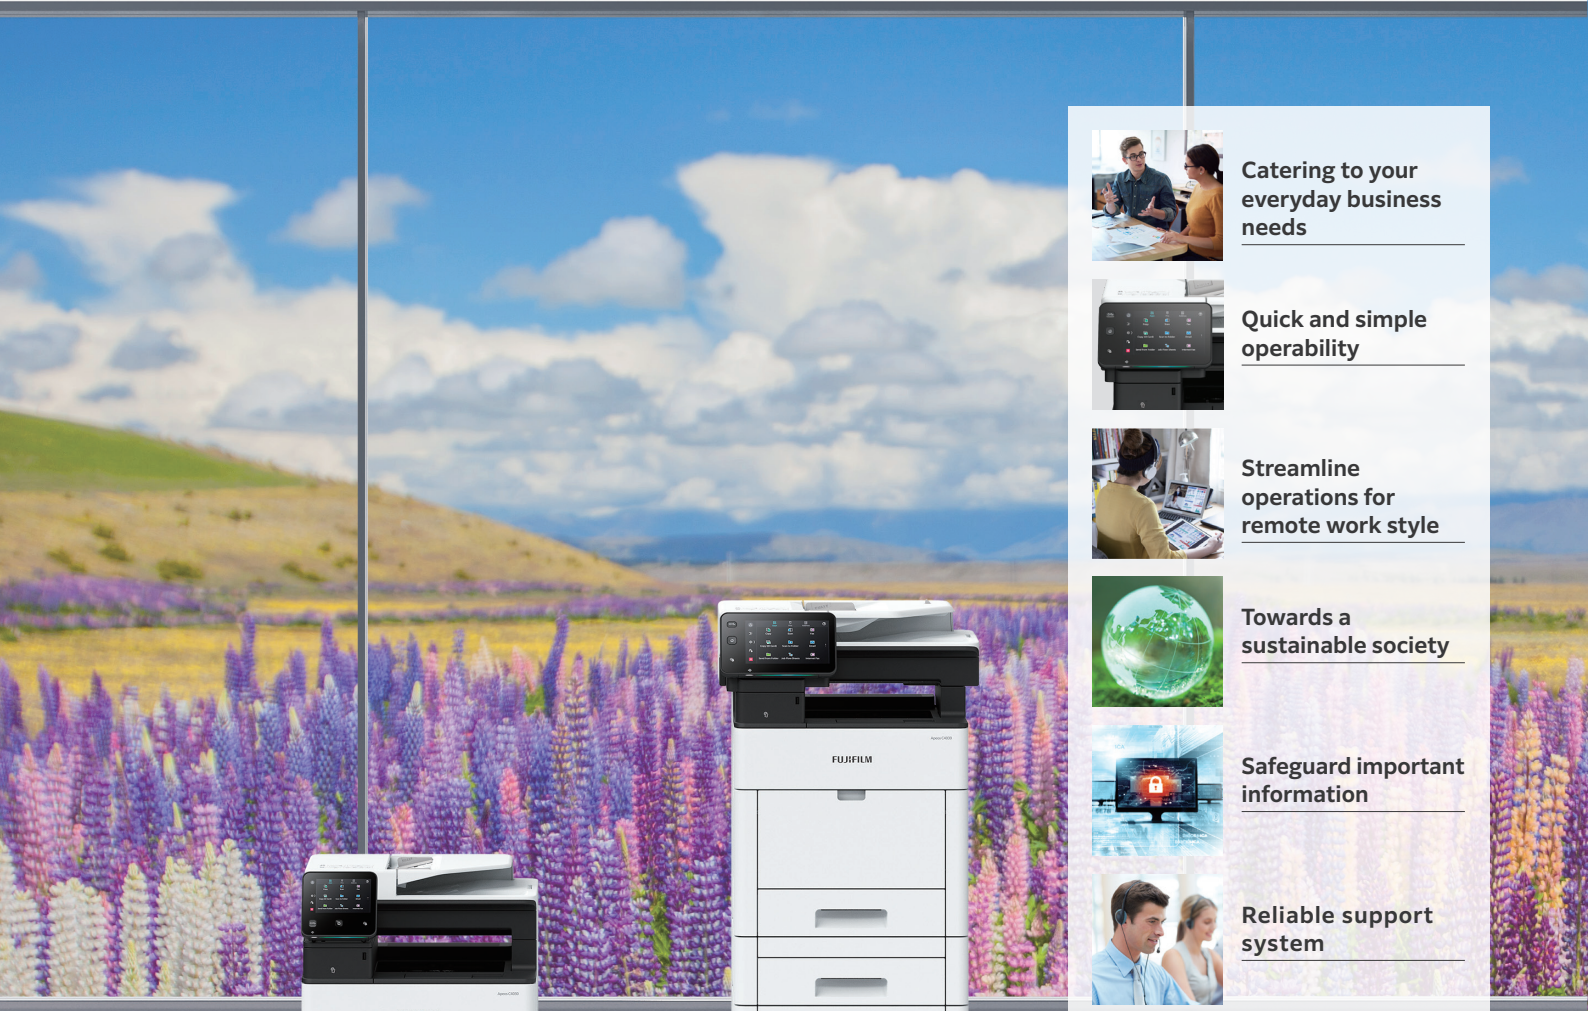 Catering to your
everyday business
needs
Quick and simple
operability
Streamline
operations for
remote work style
Towards a
sustainable society
Safeguard important
information
Reliable support
system
FUJIFILM